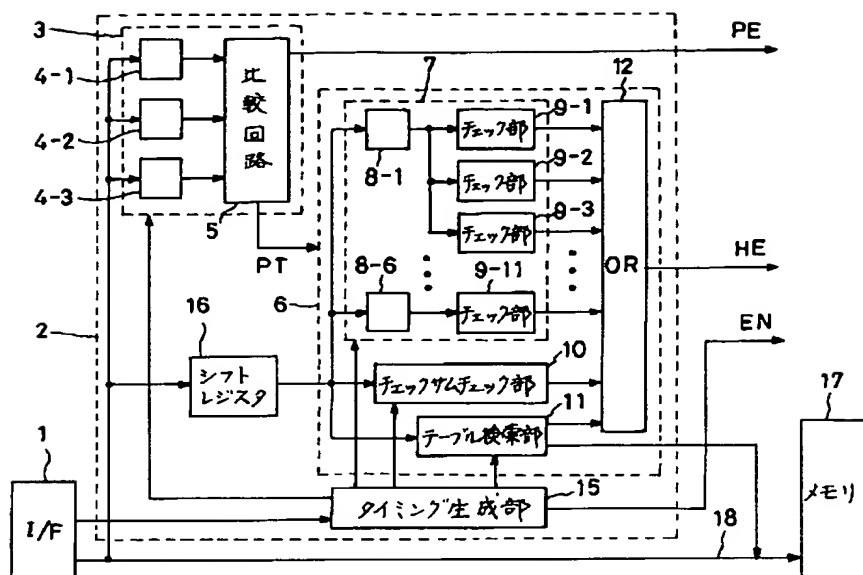 3
4-1
4-2
4-3
比較回路
5
PT
PE
7
12
8-1
9-1
チェック部
9-2
チェック部
9-3
チェック部
OR
8-6
9-11
チェック部
HE
EN
2
6
16
シフト
レジスタ
10
チェックサムチェック部
11
テーブル検索部
15
タイミング生成部
1
I/F
17
メモリ
18